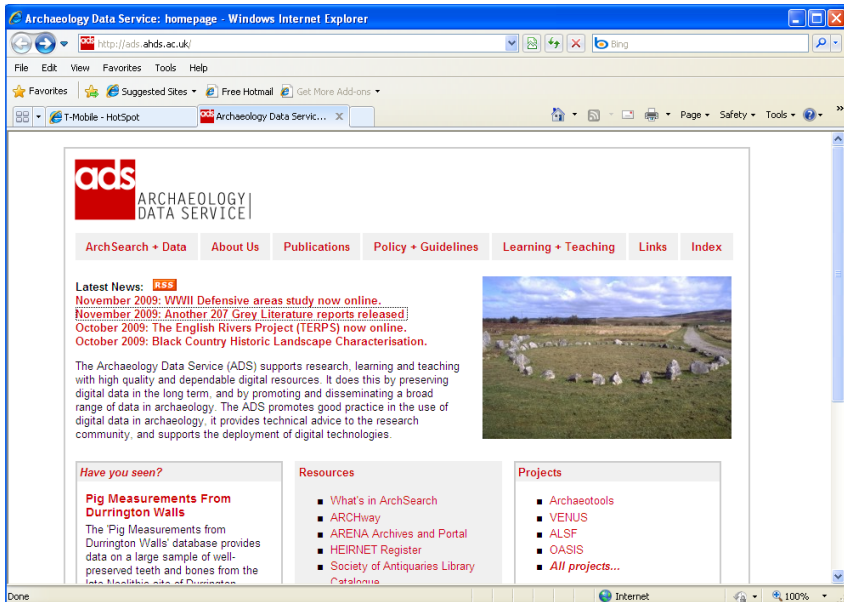 Archaeology Data Service: homepage - Windows Internet Explorer
http://ads.ahds.ac.uk/
Bing
File Edit View Favorites Tools Help
Favorites Suggested Sites Free Hotmail Get More Add-ons
T-Mobile - HotSpot Archaeology Data Servic... Page Safety Tools
ads
ARCHAEOLOGY
DATA SERVICE
ArchSearch + Data About Us Publications Policy + Guidelines Learning + Teaching Links Index
Latest News: RSS
November 2009: WWII Defensive areas study now online.
November 2009: Another 207 Grey Literature reports released
October 2009: The English Rivers Project (TERPS) now online.
October 2009: Black Country Historic Landscape Characterisation.
The Archaeology Data Service (ADS) supports research, learning and teaching
with high quality and dependable digital resources. It does this by preserving
digital data in the long term, and by promoting and disseminating a broad
range of data in archaeology. The ADS promotes good practice in the use of
digital data in archaeology, it provides technical advice to the research
community, and supports the deployment of digital technologies.
Have you seen?
Pig Measurements From
Durrington Walls
The 'Pig Measurements from
Durrington Walls' database provides
data on a large sample of well-
preserved teeth and bones from the
late Neolithic site of Durrington
Resources
What's in ArchSearch
ARCHway
ARENA Archives and Portal
HEIRNET Register
Society of Antiquaries Library
Catalogue
Projects
Archaeotools
VENUS
ALSF
OASIS
All projects...
Done Internet 100%